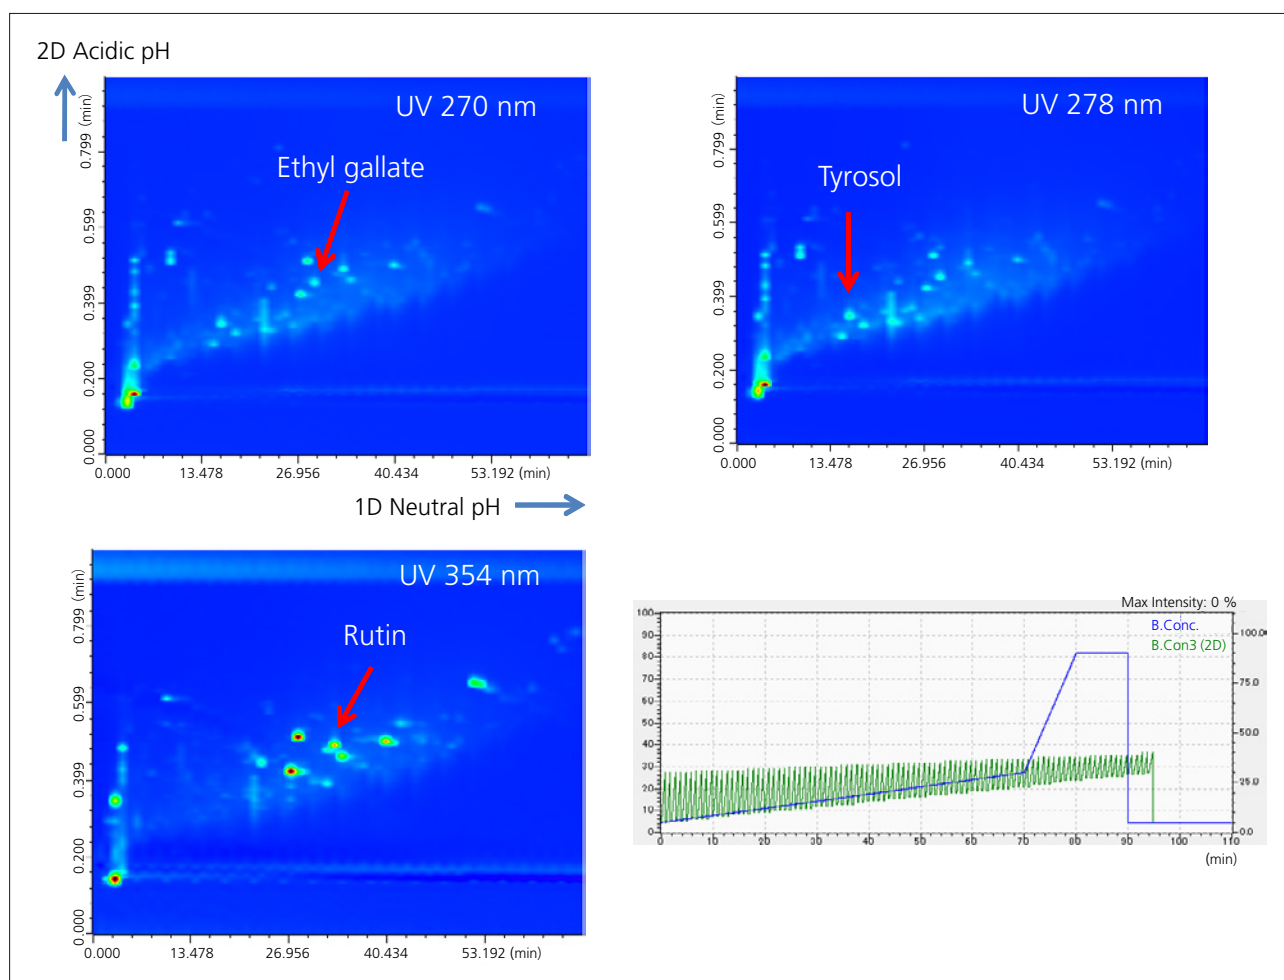 2D Acidic pH
UV 270 nm
Ethyl gallate
0.799 (min)
0.599
0.399
0.200
0.000
0.000 13.478 26.956 40.434 53.192 (min)
UV 278 nm
Tyrosol
0.799 (min)
0.599
0.399
0.200
0.000
0.000 13.478 26.956 40.434 53.192 (min)
1D Neutral pH
UV 354 nm
Rutin
0.799 (min)
0.599
0.399
0.200
0.000
0.000 13.478 26.956 40.434 53.192 (min)
Max Intensity: 0 %
B.Conc.
B.Con3 (2D)
100
90
80
70
60
50
40
30
20
10
0
100.0
75.0
50.0
25.0
0.0
0 10 20 30 40 50 60 70 80 90 100 110
(min)